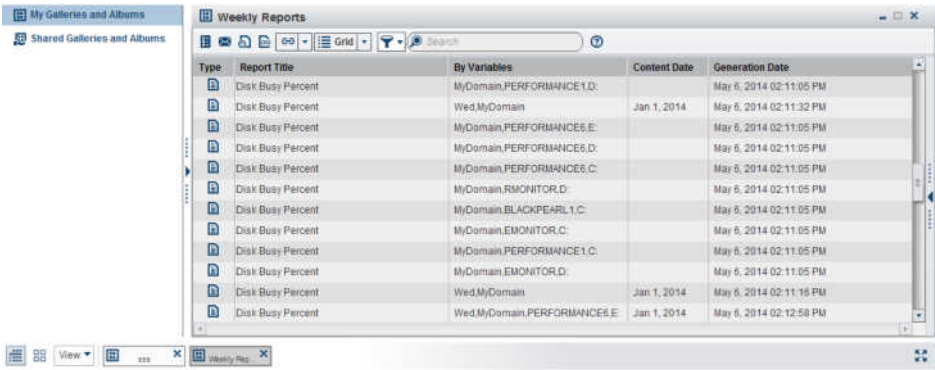 My Galleries and Albums
Shared Galleries and Albums
Weekly Reports
Grid
Search
Type Report Title By Variables Content Date Generation Date
Disk Busy Percent MyDomain,PERFORMANCE1,D: May 6, 2014 02:11:05 PM
Disk Busy Percent Wed,MyDomain Jan 1, 2014 May 6, 2014 02:11:32 PM
Disk Busy Percent MyDomain,PERFORMANCE6,E: May 6, 2014 02:11:05 PM
Disk Busy Percent MyDomain,PERFORMANCE6,D: May 6, 2014 02:11:05 PM
Disk Busy Percent MyDomain,PERFORMANCE6,C: May 6, 2014 02:11:05 PM
Disk Busy Percent MyDomain,RMONITOR,D: May 6, 2014 02:11:05 PM
Disk Busy Percent MyDomain,BLACKPEARL1,C: May 6, 2014 02:11:05 PM
Disk Busy Percent MyDomain,EMONITOR,C: May 6, 2014 02:11:05 PM
Disk Busy Percent MyDomain,PERFORMANCE1,C: May 6, 2014 02:11:05 PM
Disk Busy Percent MyDomain,EMONITOR,D: May 6, 2014 02:11:05 PM
Disk Busy Percent Wed,MyDomain Jan 1, 2014 May 6, 2014 02:11:16 PM
Disk Busy Percent Wed,MyDomain,PERFORMANCE6,E: Jan 1, 2014 May 6, 2014 02:12:58 PM
View
Weekly Rep...